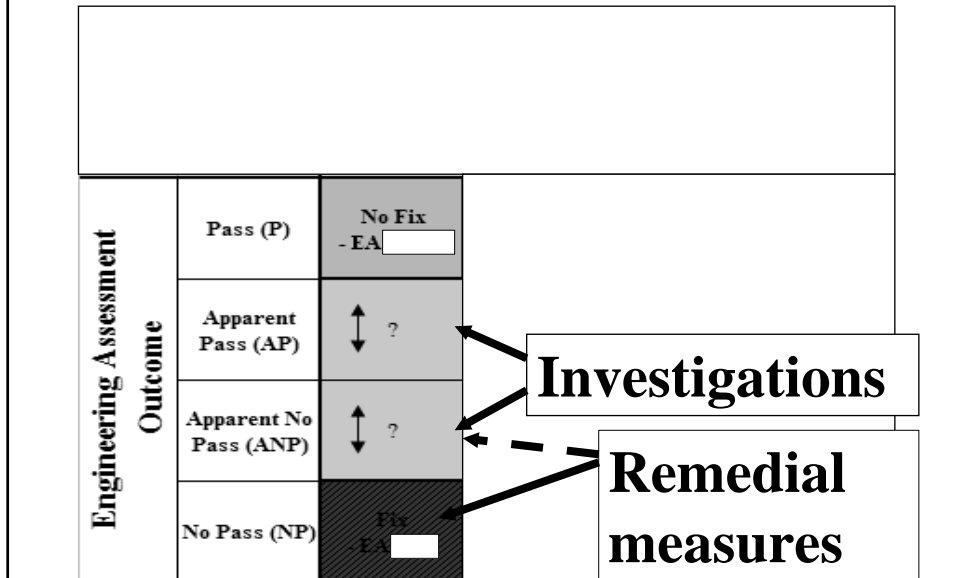 Engineering Assessment
Outcome
Pass (P)
No Fix
- EA
Apparent
Pass (AP)
?
Apparent No
Pass (ANP)
?
No Pass (NP)
Fix
- EA
Investigations
Remedial
measures